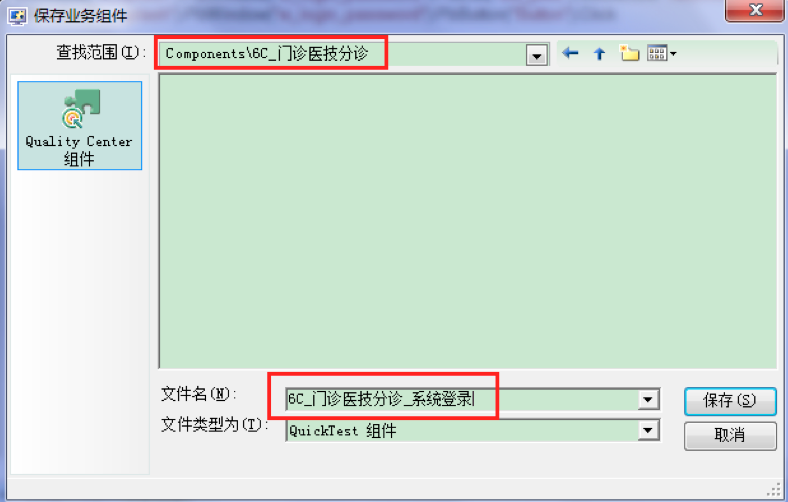 保存业务组件
查找范围(I):
Components\6C_门诊医技分诊
Quality Center
组件
文件名(N):
6C_门诊医技分诊_系统登录
保存(S)
文件类型为(T):
QuickTest 组件
取消